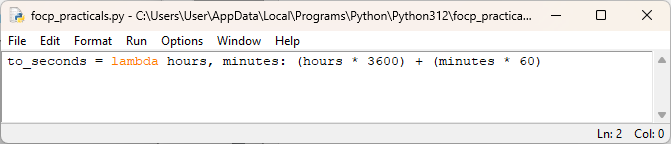 focp_practicals.py - C:\Users\User\AppData\Local\Programs\Python\Python312\focp_practica...
File Edit Format Run Options Window Help
to_seconds = lambda hours, minutes: (hours * 3600) + (minutes * 60)
Ln: 2 Col: 0